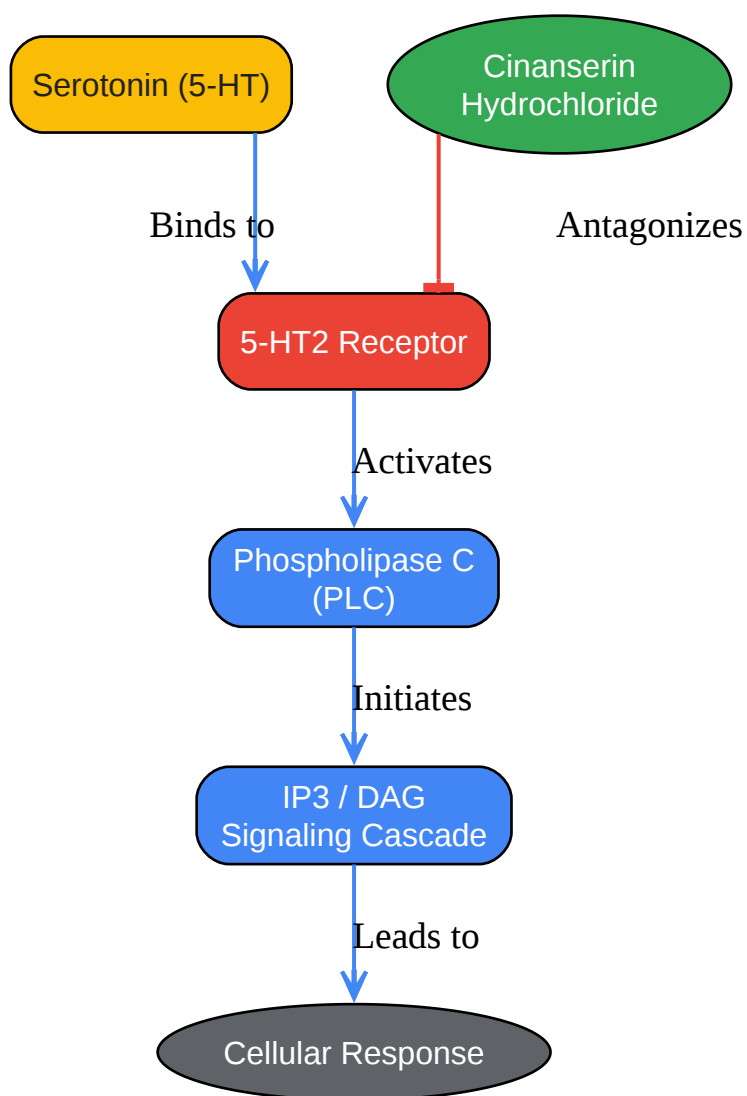 Serotonin (5-HT)
Cinanserin
Hydrochloride
Binds to
Antagonizes
5-HT2 Receptor
Activates
Phospholipase C
(PLC)
Initiates
IP3 / DAG
Signaling Cascade
Leads to
Cellular Response